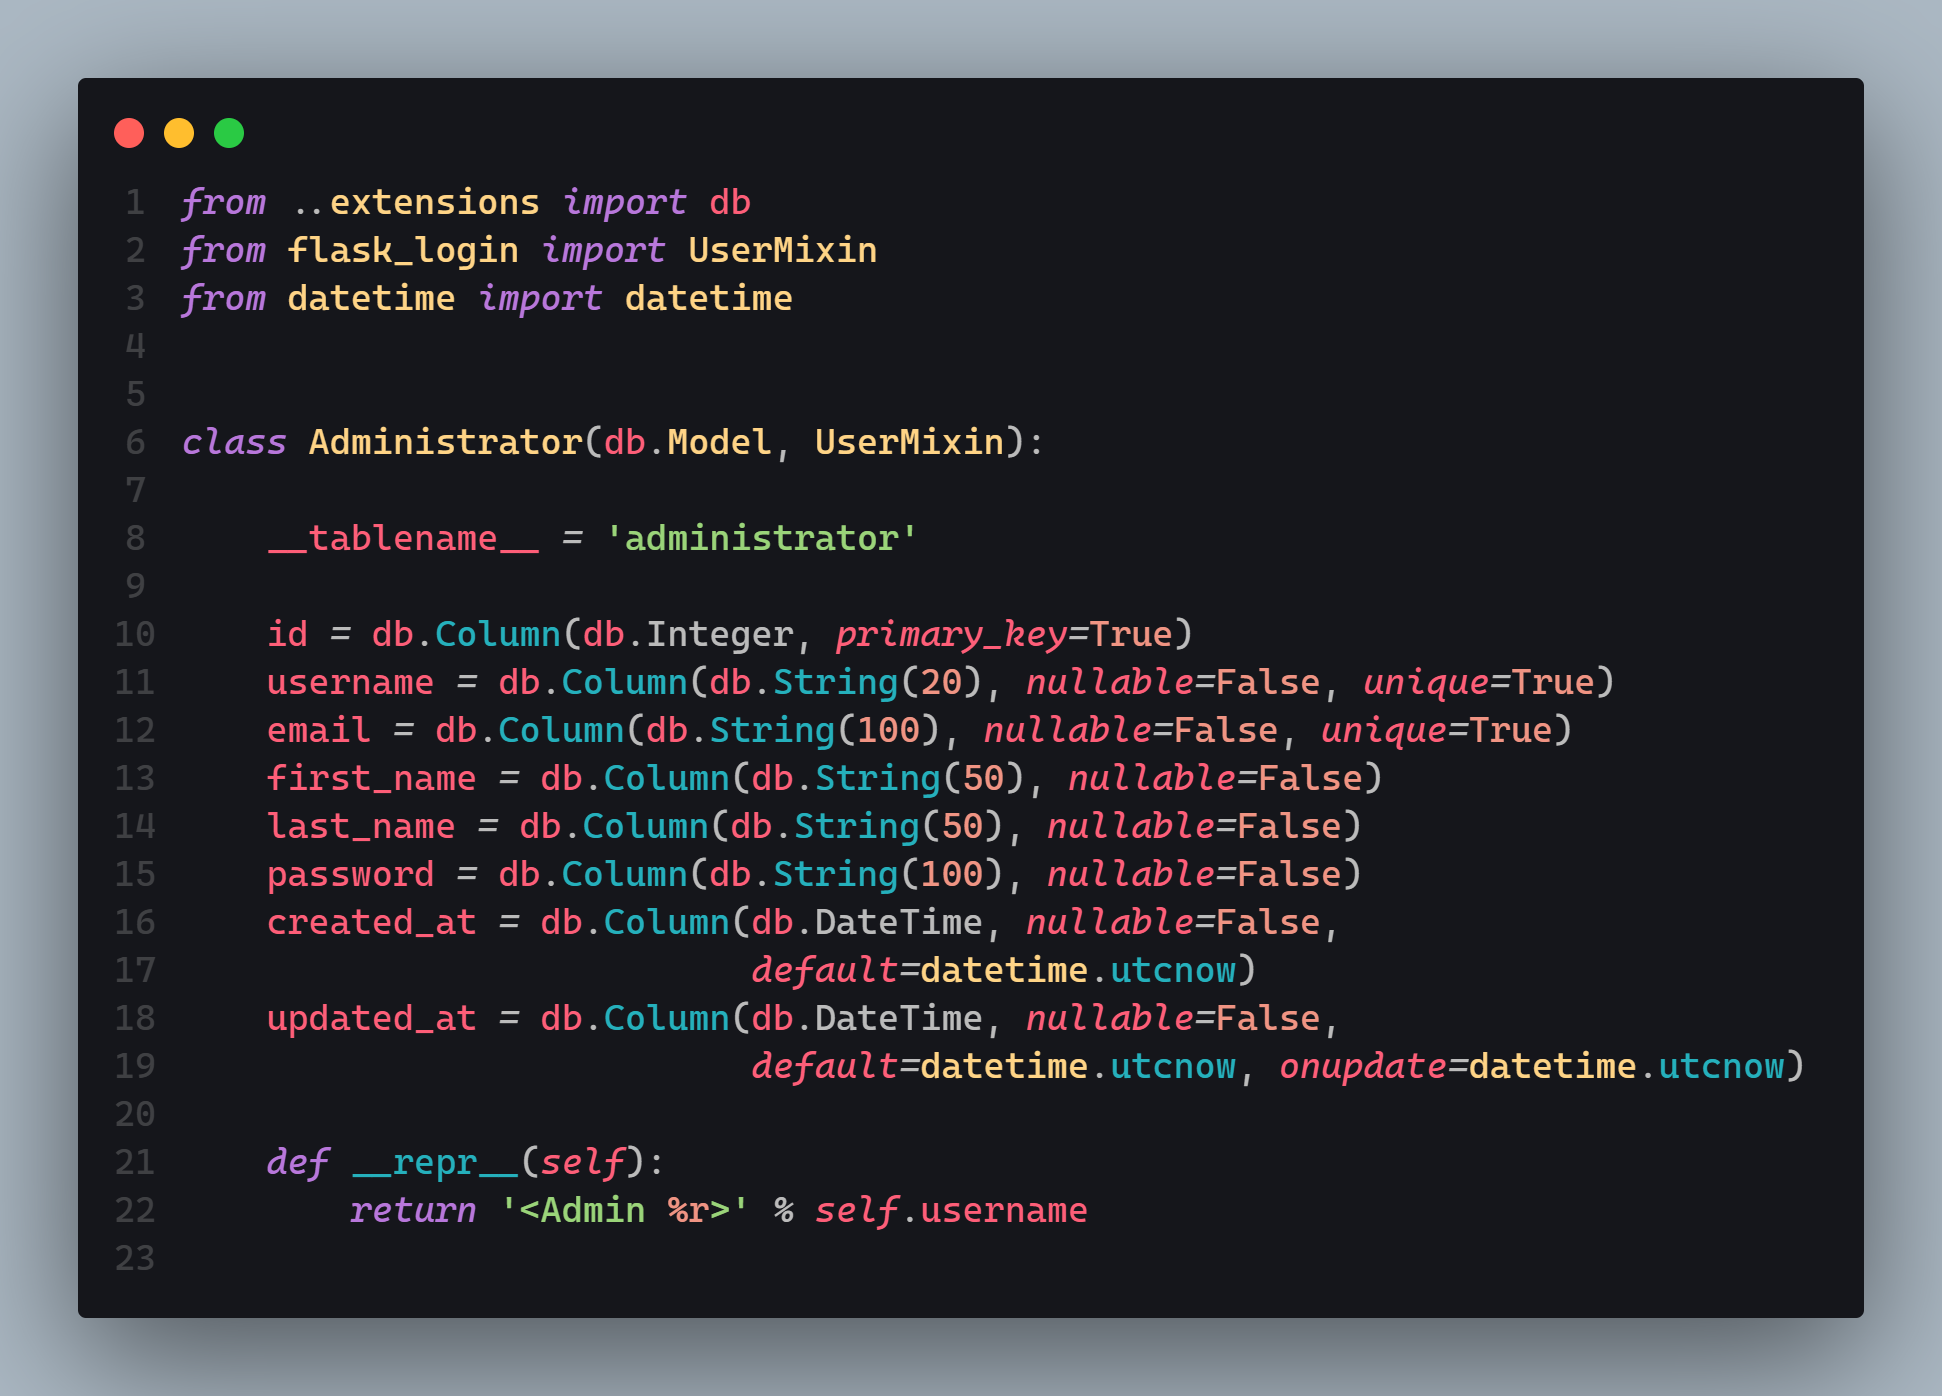 1 from ..extensions import db
2 from flask_login import UserMixin
3 from datetime import datetime
4
5
6 class Administrator(db.Model, UserMixin):
7
8     __tablename__ = 'administrator'
9
10     id = db.Column(db.Integer, primary_key=True)
11     username = db.Column(db.String(20), nullable=False, unique=True)
12     email = db.Column(db.String(100), nullable=False, unique=True)
13     first_name = db.Column(db.String(50), nullable=False)
14     last_name = db.Column(db.String(50), nullable=False)
15     password = db.Column(db.String(100), nullable=False)
16     created_at = db.Column(db.DateTime, nullable=False,
17                            default=datetime.utcnow)
18     updated_at = db.Column(db.DateTime, nullable=False,
19                            default=datetime.utcnow, onupdate=datetime.utcnow)
20
21     def __repr__(self):
22         return '<Admin %r>' % self.username
23